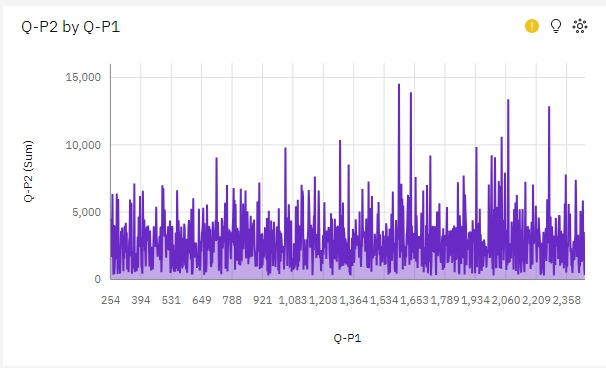 Q-P2 by Q-P1
Q-P2 (Sum)
15,000
10,000
5,000
0
254 394 531 649 788 921 1,083 1,203 1,364 1,534 1,663 1,789 1,934 2,060 2,209 2,358
Q-P1